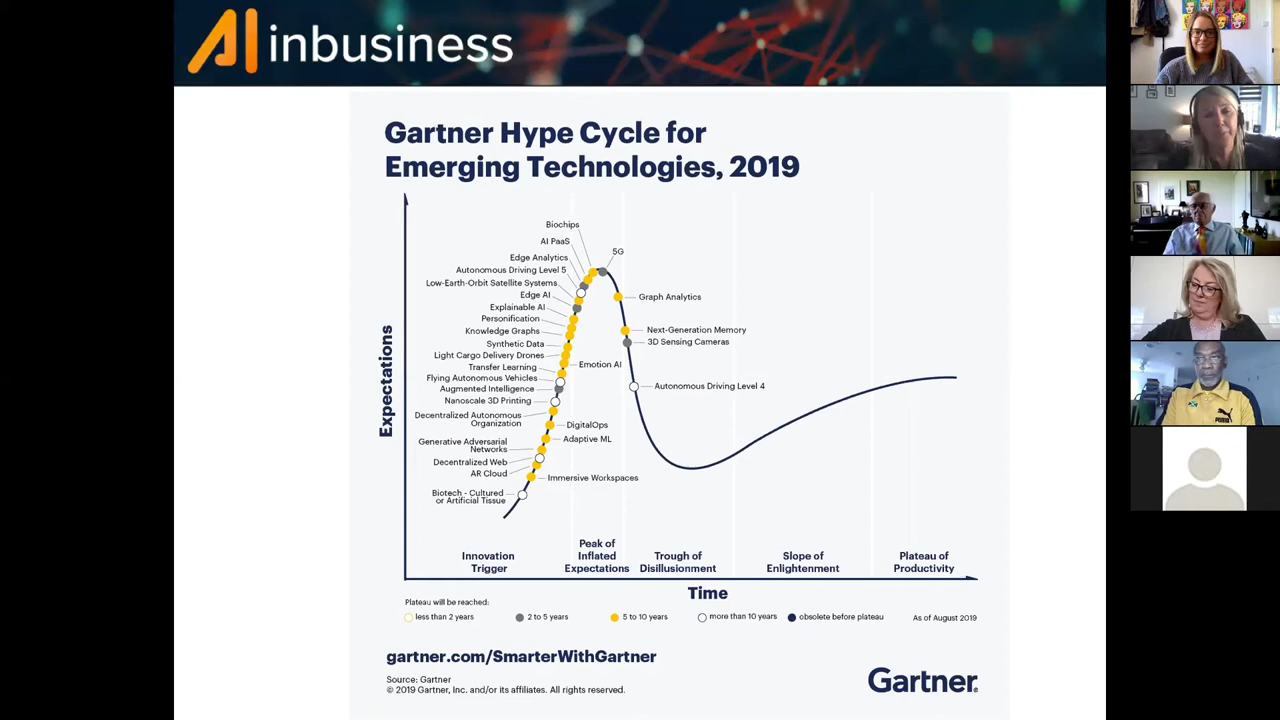 AI inbusiness
Gartner Hype Cycle for
Emerging Technologies, 2019
Expectations
Biochips
AI PaaS
5G
Edge Analytics
Autonomous Driving Level 5
Low-Earth-Orbit Satellite Systems
Edge AI
Graph Analytics
Explainable AI
Personification
Knowledge Graphs
Next-Generation Memory
Synthetic Data
3D Sensing Cameras
Light Cargo Delivery Drones
Transfer Learning
Emotion AI
Flying Autonomous Vehicles
Augmented Intelligence
Autonomous Driving Level 4
Nanoscale 3D Printing
Decentralized Autonomous
Organization
DigitalOps
Generative Adversarial
Networks
Adaptive ML
Decentralized Web
AR Cloud
Immersive Workspaces
Biotech - Cultured
or Artificial Tissue
Innovation
Trigger
Peak of
Inflated
Expectations
Trough of
Disillusionment
Slope of
Enlightenment
Plateau of
Productivity
Time
Plateau will be reached:
less than 2 years
2 to 5 years
5 to 10 years
more than 10 years
obsolete before plateau
As of August 2019
gartner.com/SmarterWithGartner
Source: Gartner
© 2019 Gartner, Inc. and/or its affiliates. All rights reserved.
Gartner®
PUMA